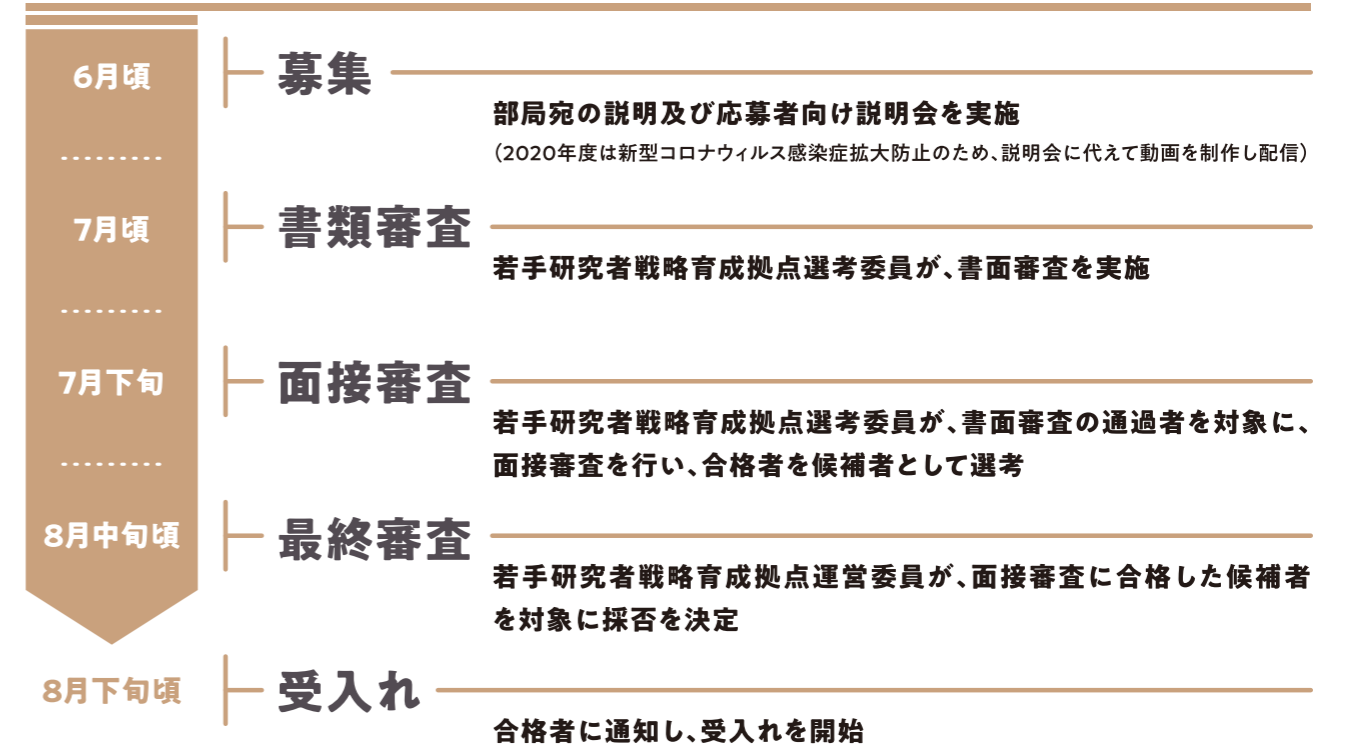 6月頃
募集
部局宛の説明及び応募者向け説明会を実施
(2020年度は新型コロナウィルス感染症拡大防止のため、説明会に代えて動画を制作し配信)
7月頃
書類審査
若手研究者戦略育成拠点選考委員が、書面審査を実施
7月下旬
面接審査
若手研究者戦略育成拠点選考委員が、書面審査の通過者を対象に、
面接審査を行い、合格者を候補者として選考
8月中旬頃
最終審査
若手研究者戦略育成拠点運営委員が、面接審査に合格した候補者
を対象に採否を決定
8月下旬頃
受入れ
合格者に通知し、受入れを開始